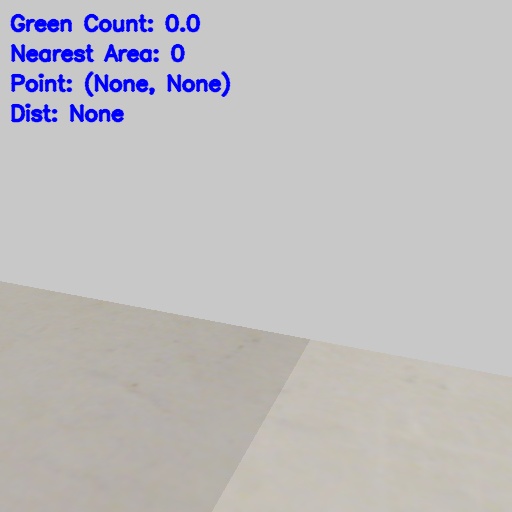 Green Count: 0.0
Nearest Area: 0
Point: (None, None)
Dist: None